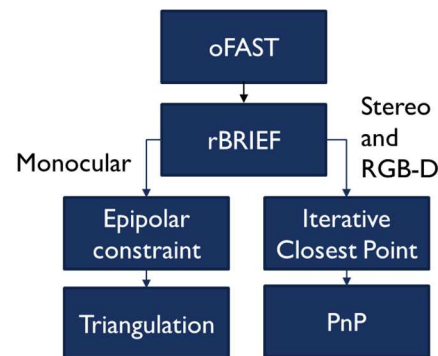 oFAST
rBRIEF
Monocular
Stereo
and
RGB-D
Epipolar
constraint
Iterative
Closest Point
Triangulation
PnP